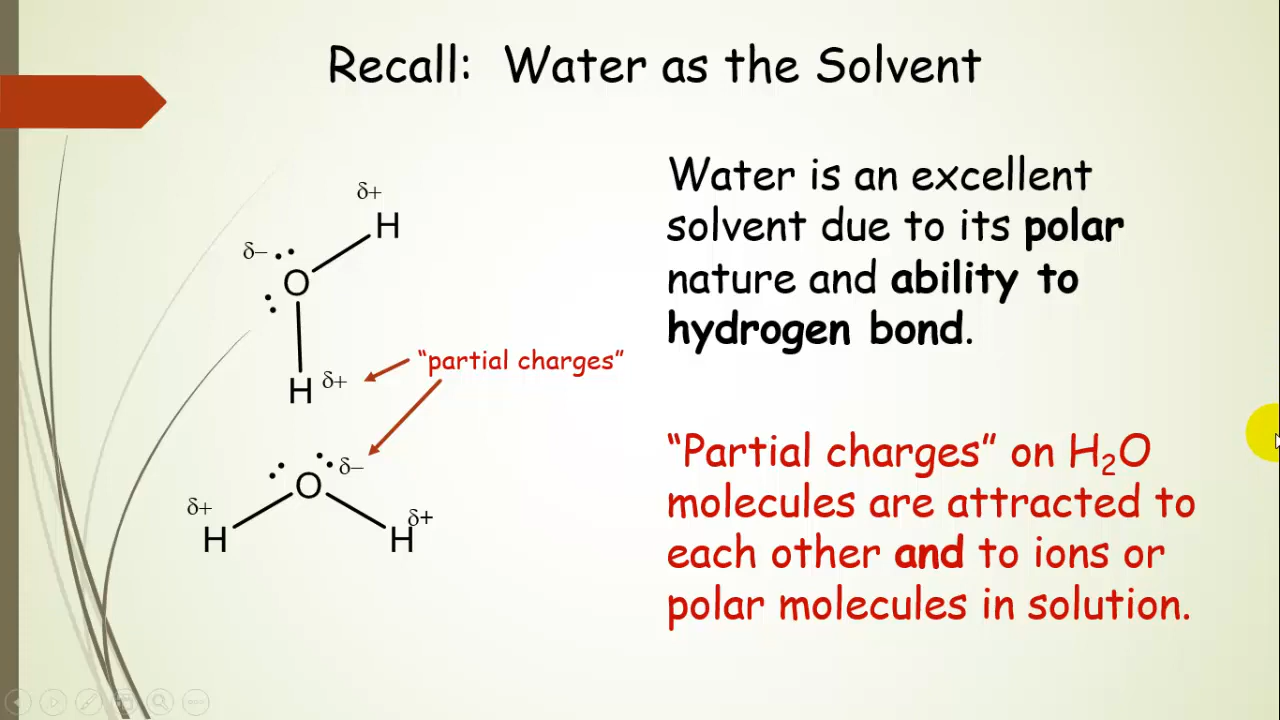 Recall:  Water as the Solvent
δ+
H
δ–
O
H δ+
"partial charges"
O δ–
δ+ H
H δ+
Water is an excellent
solvent due to its polar
nature and ability to
hydrogen bond.
“Partial charges” on H₂O
molecules are attracted to
each other and to ions or
polar molecules in solution.